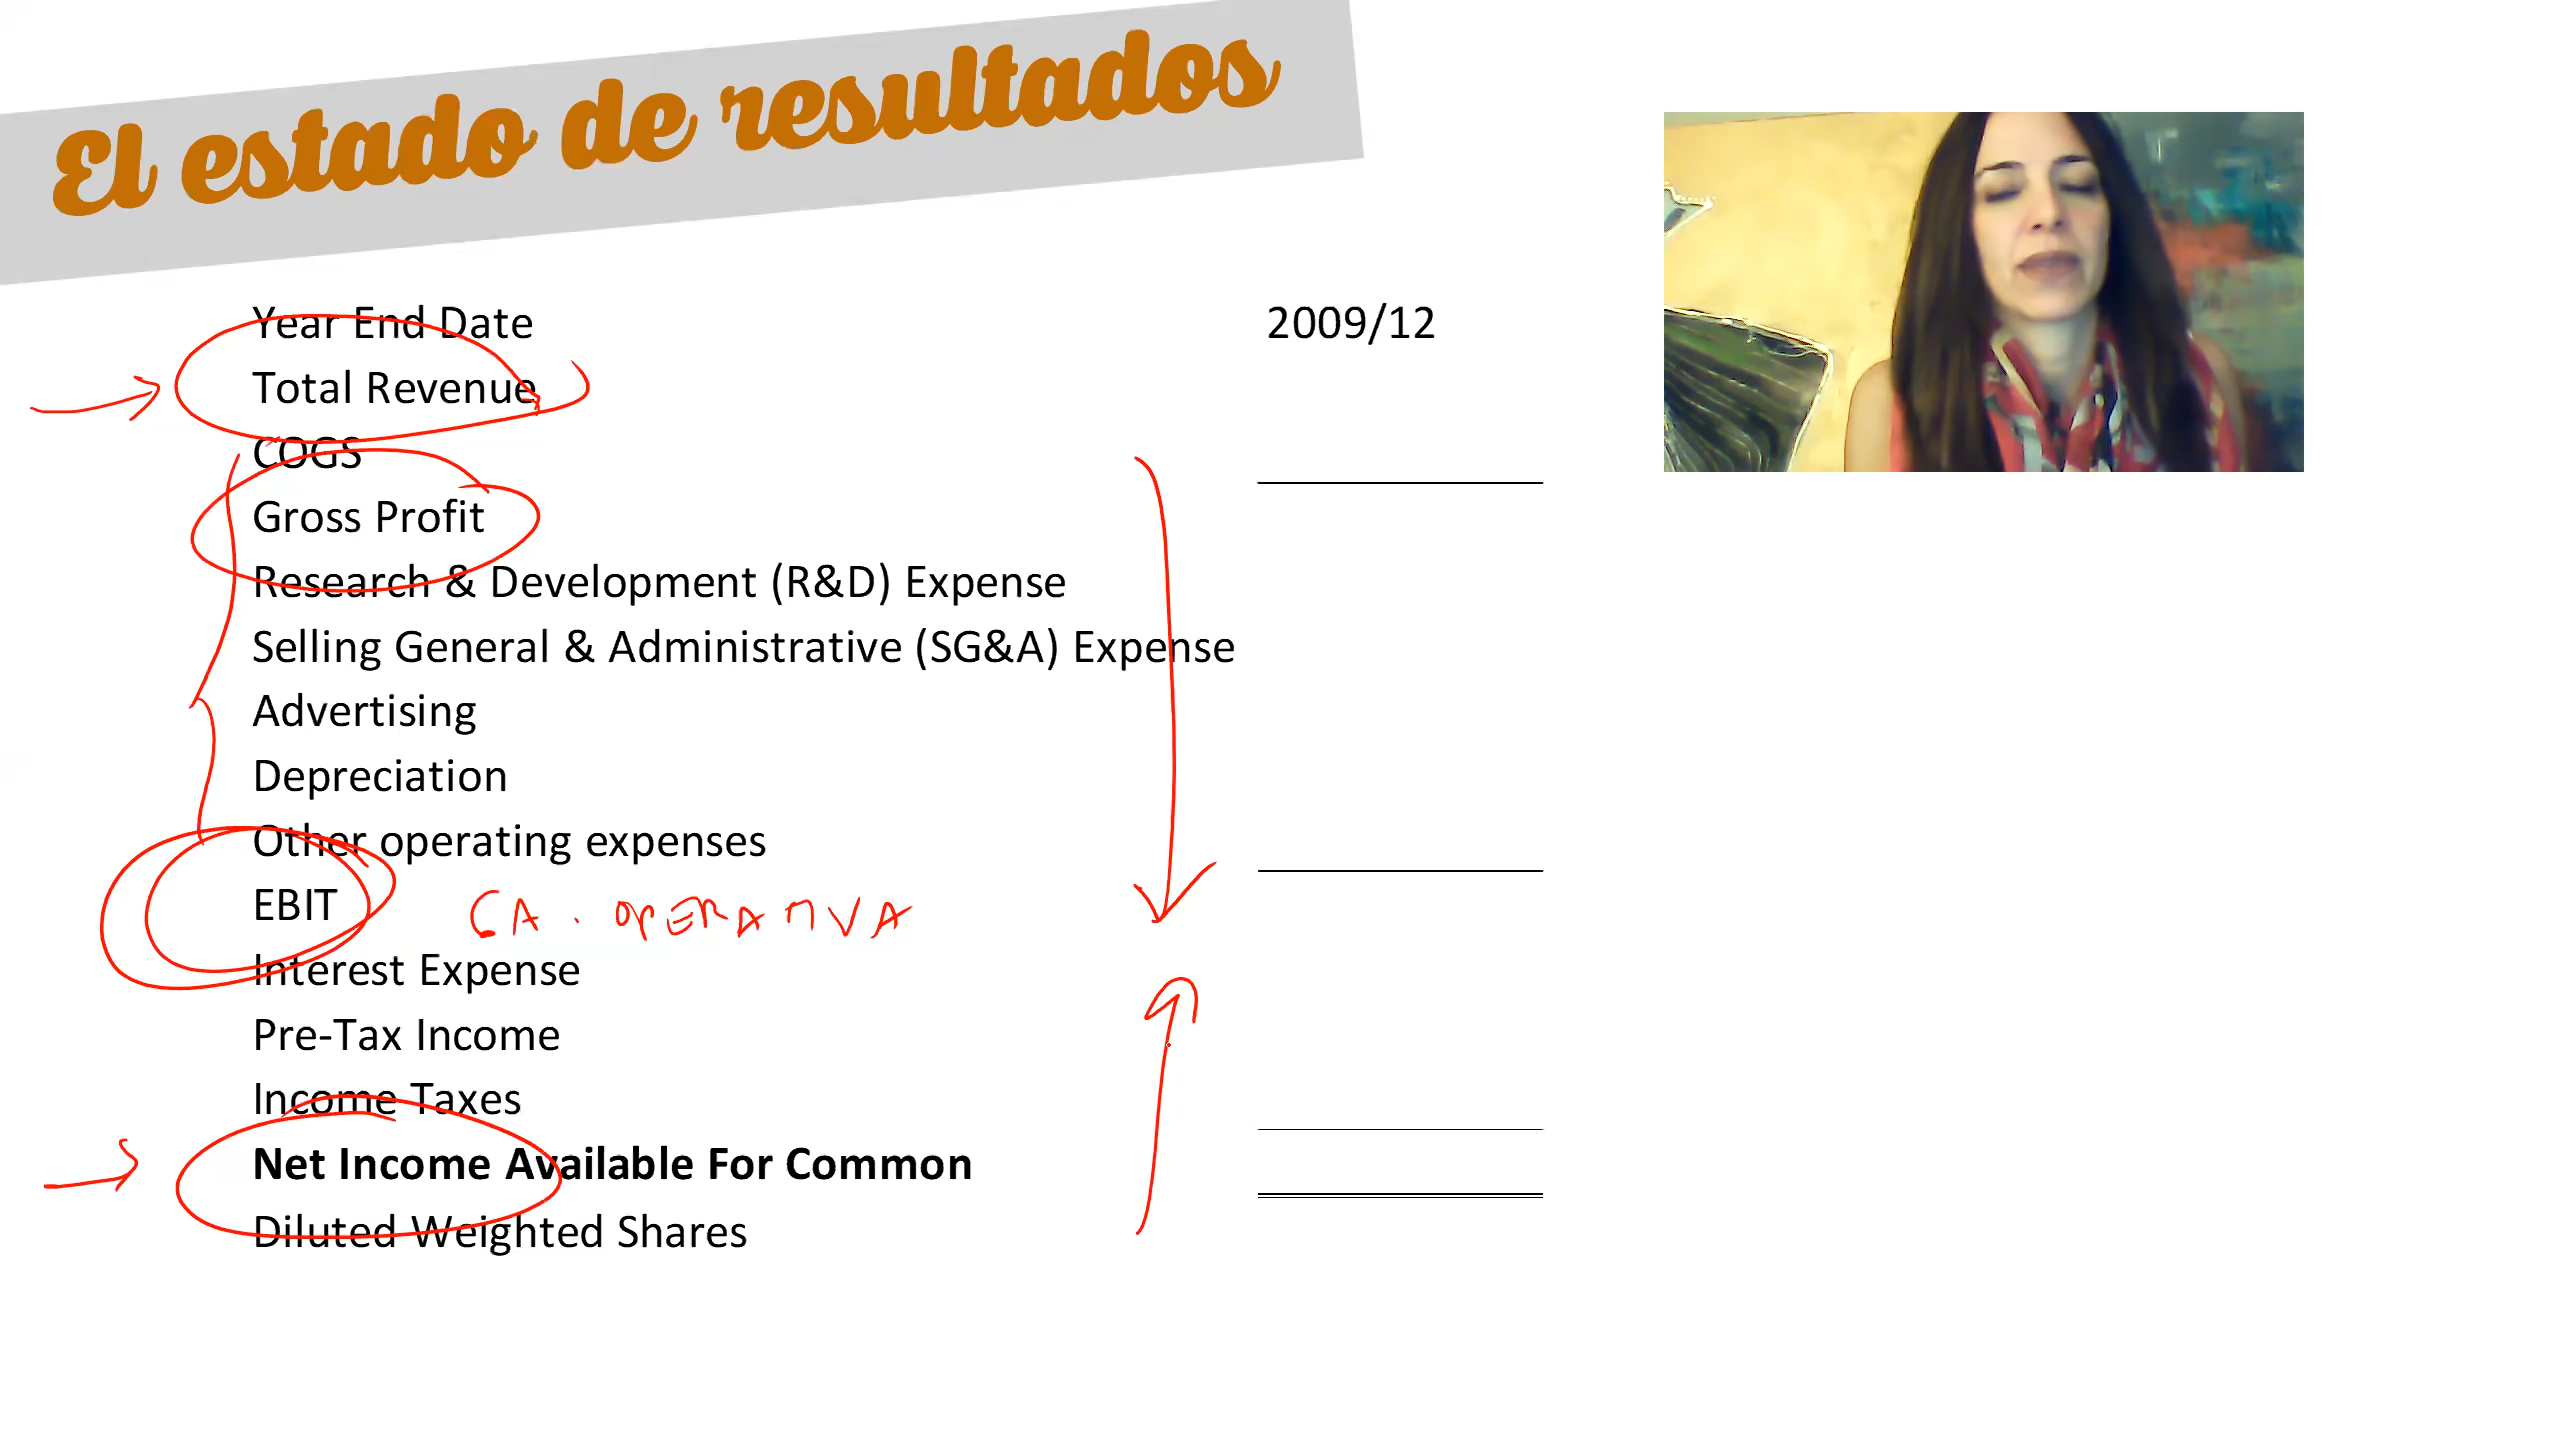 El estado de resultados
Year End Date 2009/12
Total Revenue
COGS
Gross Profit
Research & Development (R&D) Expense
Selling General & Administrative (SG&A) Expense
Advertising
Depreciation
Other operating expenses
EBIT
OPERATIVA
Interest Expense
Pre-Tax Income
Income Taxes
Net Income Available For Common
Diluted Weighted Shares